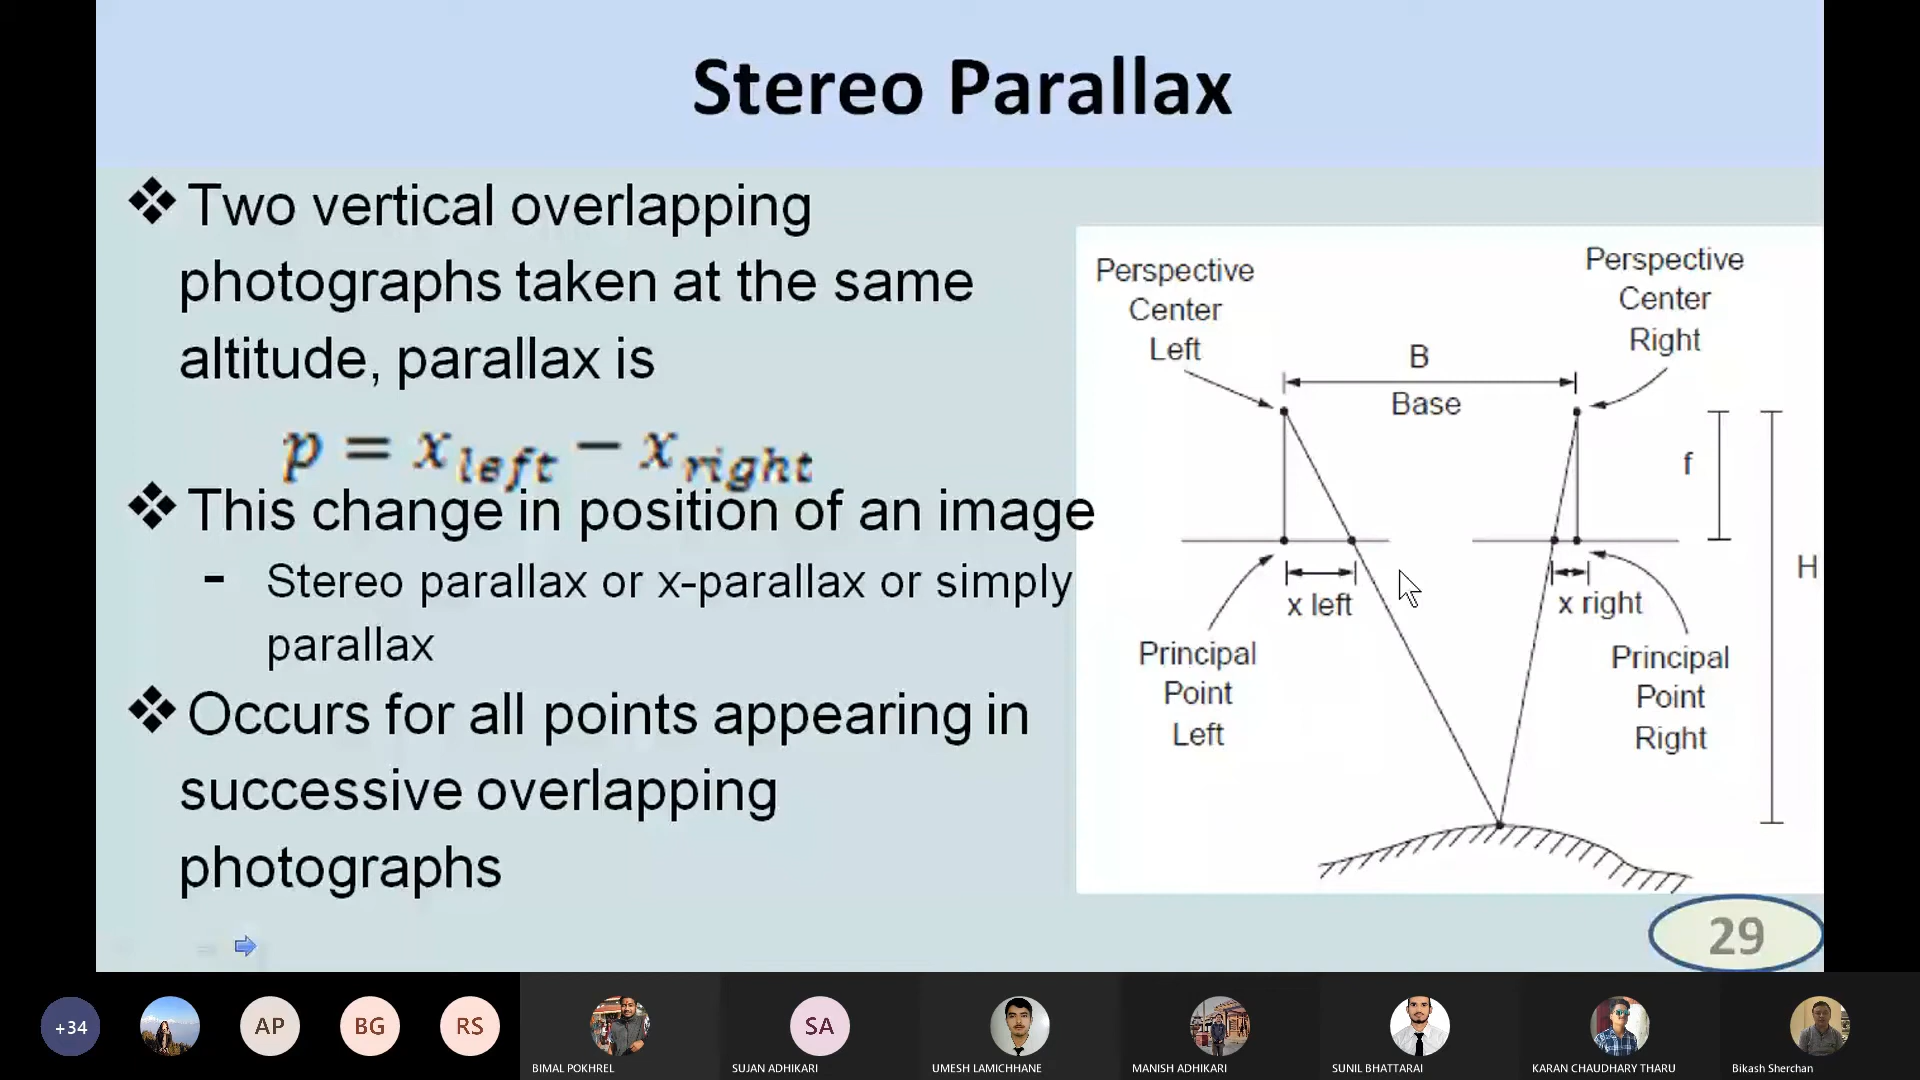 Stereo Parallax
❖ Two vertical overlapping
photographs taken at the same
altitude, parallax is
p = x left − x right
❖ This change in position of an image
- Stereo parallax or x-parallax or simply
parallax
❖ Occurs for all points appearing in
successive overlapping
photographs
Perspective
Center
Left
Perspective
Center
Right
B
Base
f
H
x left
x right
Principal
Point
Left
Principal
Point
Right
29
+34
AP
BG
RS
SA
BIMAL POKHREL
SUJAN ADHIKARI
UMESH LAMICHHANE
MANISH ADHIKARI
SUNIL BHATTARAI
KARAN CHAUDHARY THARU
Bikash Sherchan